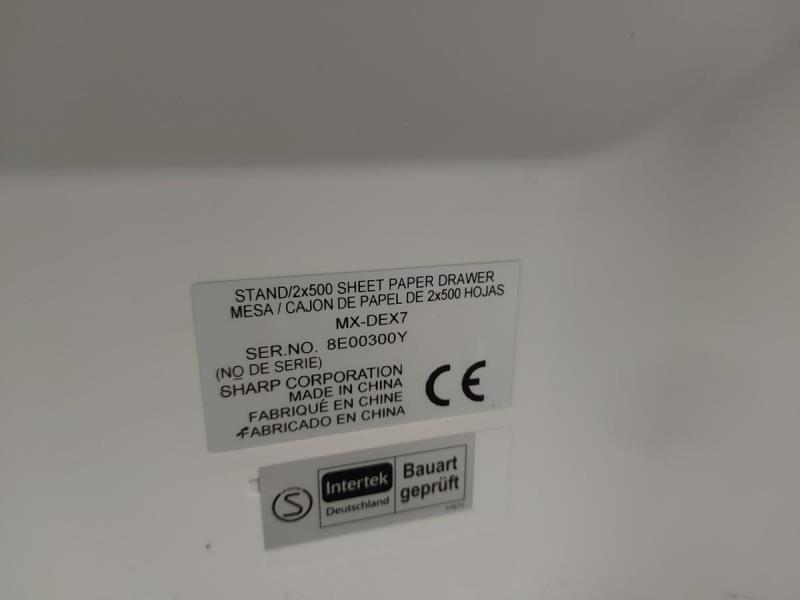 STAND/2x500 SHEET PAPER DRAWER
MESA / CAJON DE PAPEL DE 2x500 HOJAS
MX-DEX7
SER.NO. 8E00300Y
(NO DE SERIE)
SHARP CORPORATION
MADE IN CHINA
FABRIQUÉ EN CHINE
FABRICADO EN CHINA
CE
S
Intertek
Deutschland
Bauart
geprüft